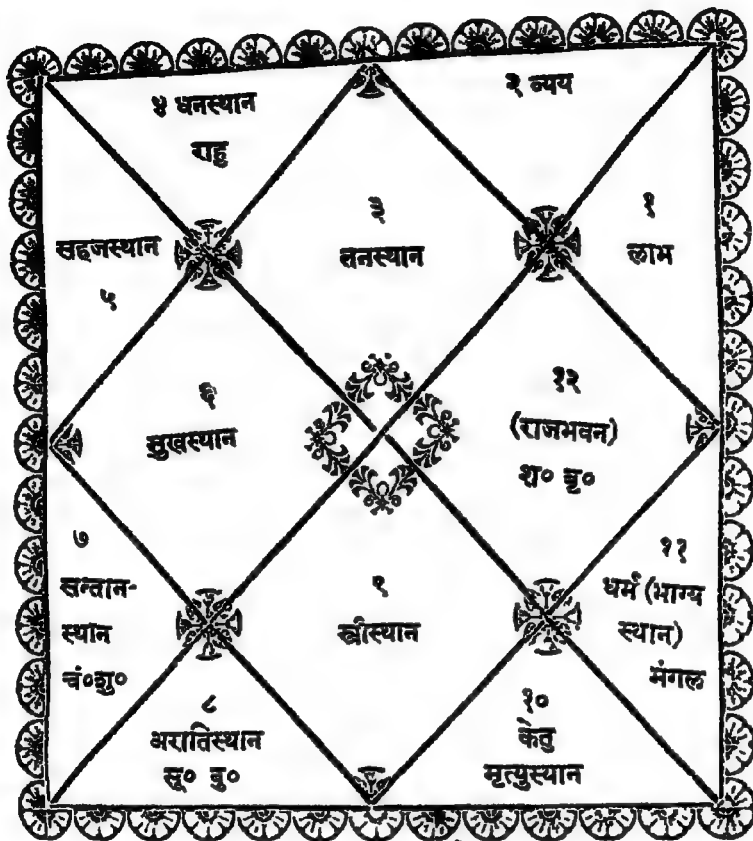 ४ धनस्थान
राहु
२ व्यय
३
तनस्थान
१
लाभ
सहजस्थान
५
६
सुखस्थान
१२
(राजभवन)
श० बृ०
७
सन्तान-
स्थान
चं०शु०
९
स्त्रीस्थान
११
धर्म (भाग्य
स्थान)
मंगल
८
अरातिस्थान
सू० बु०
१०
केतु
मृत्युस्थान